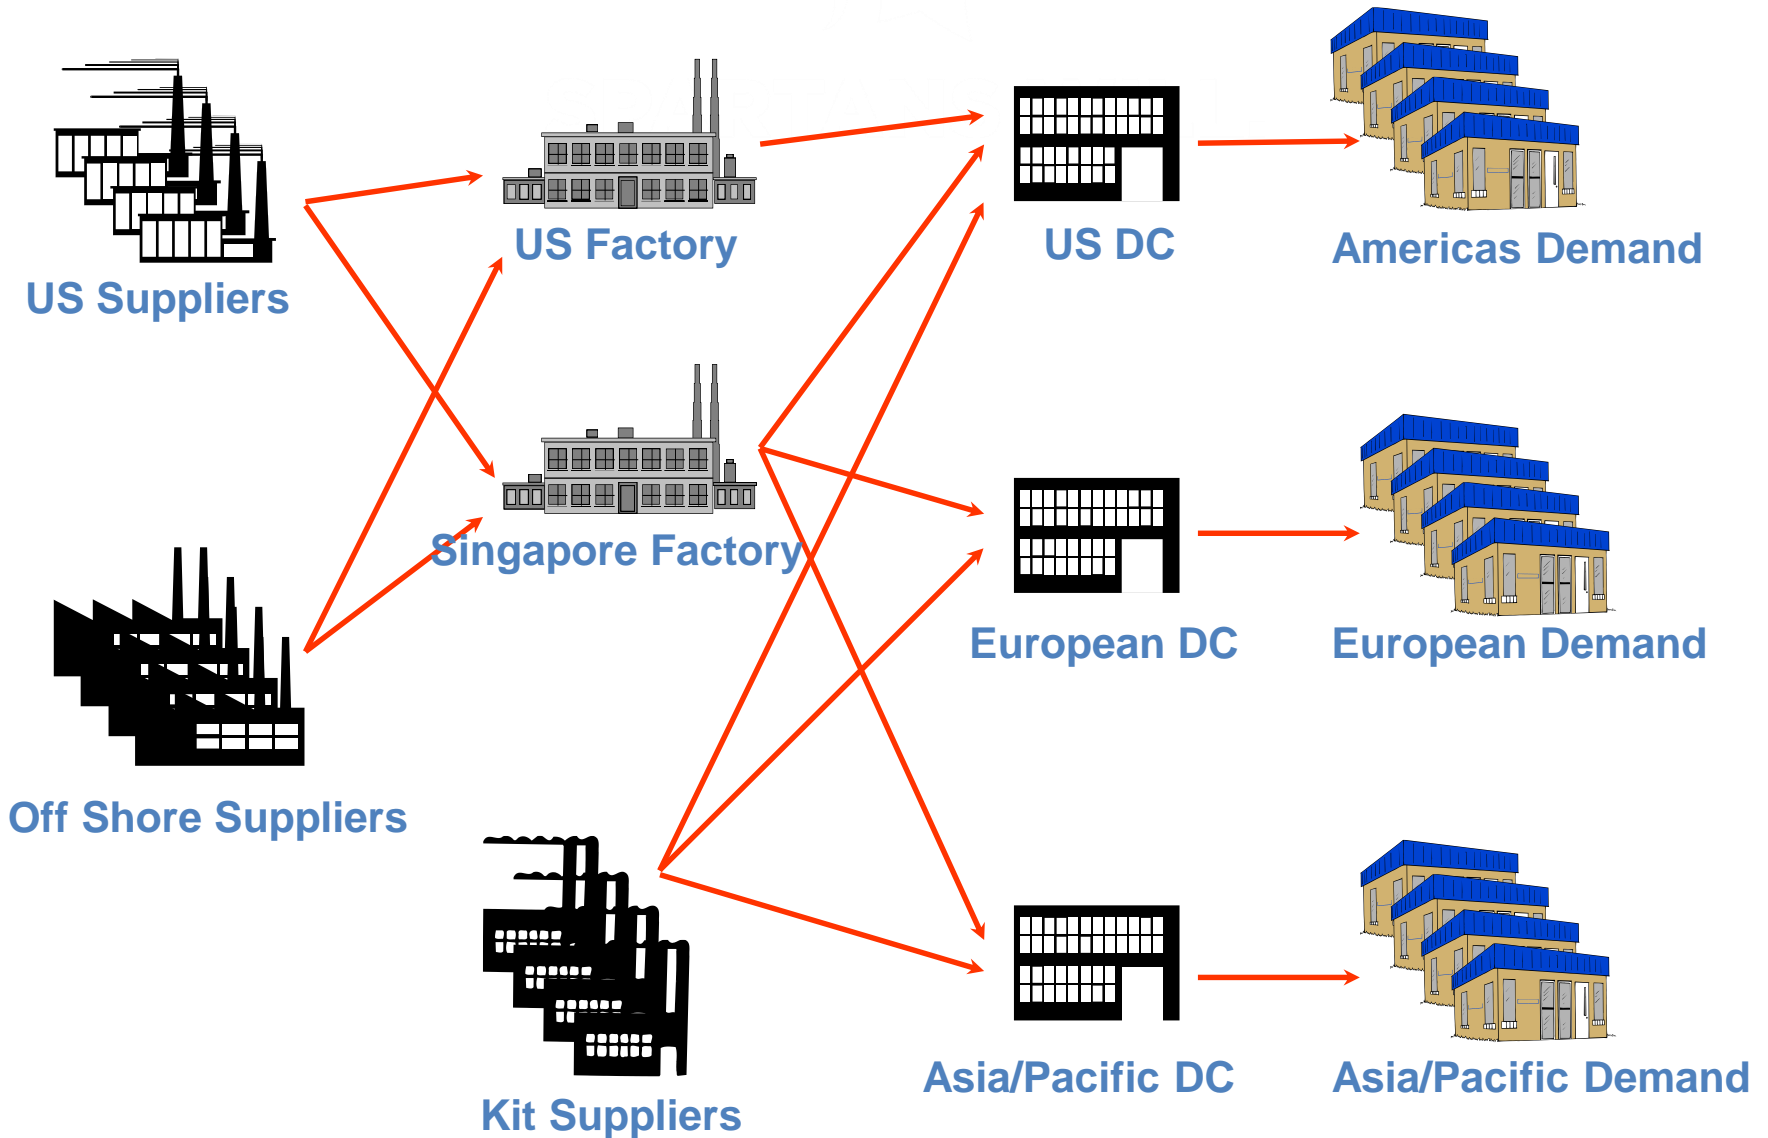 US Factory
US DC
Americas Demand
US Suppliers
Singapore Factory
European DC
European Demand
Off Shore Suppliers
Asia/Pacific DC
Asia/Pacific Demand
Kit Suppliers